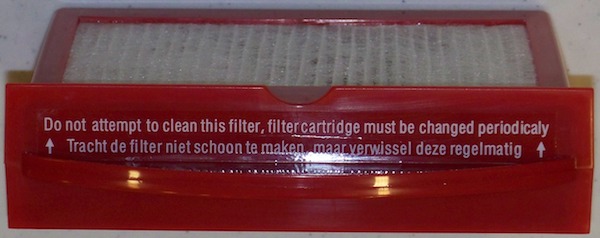 Do not attempt to clean this filter, filter cartridge must be changed periodicaly
Tracht de filter niet schoon te maken, maar verwissel deze regelmatig